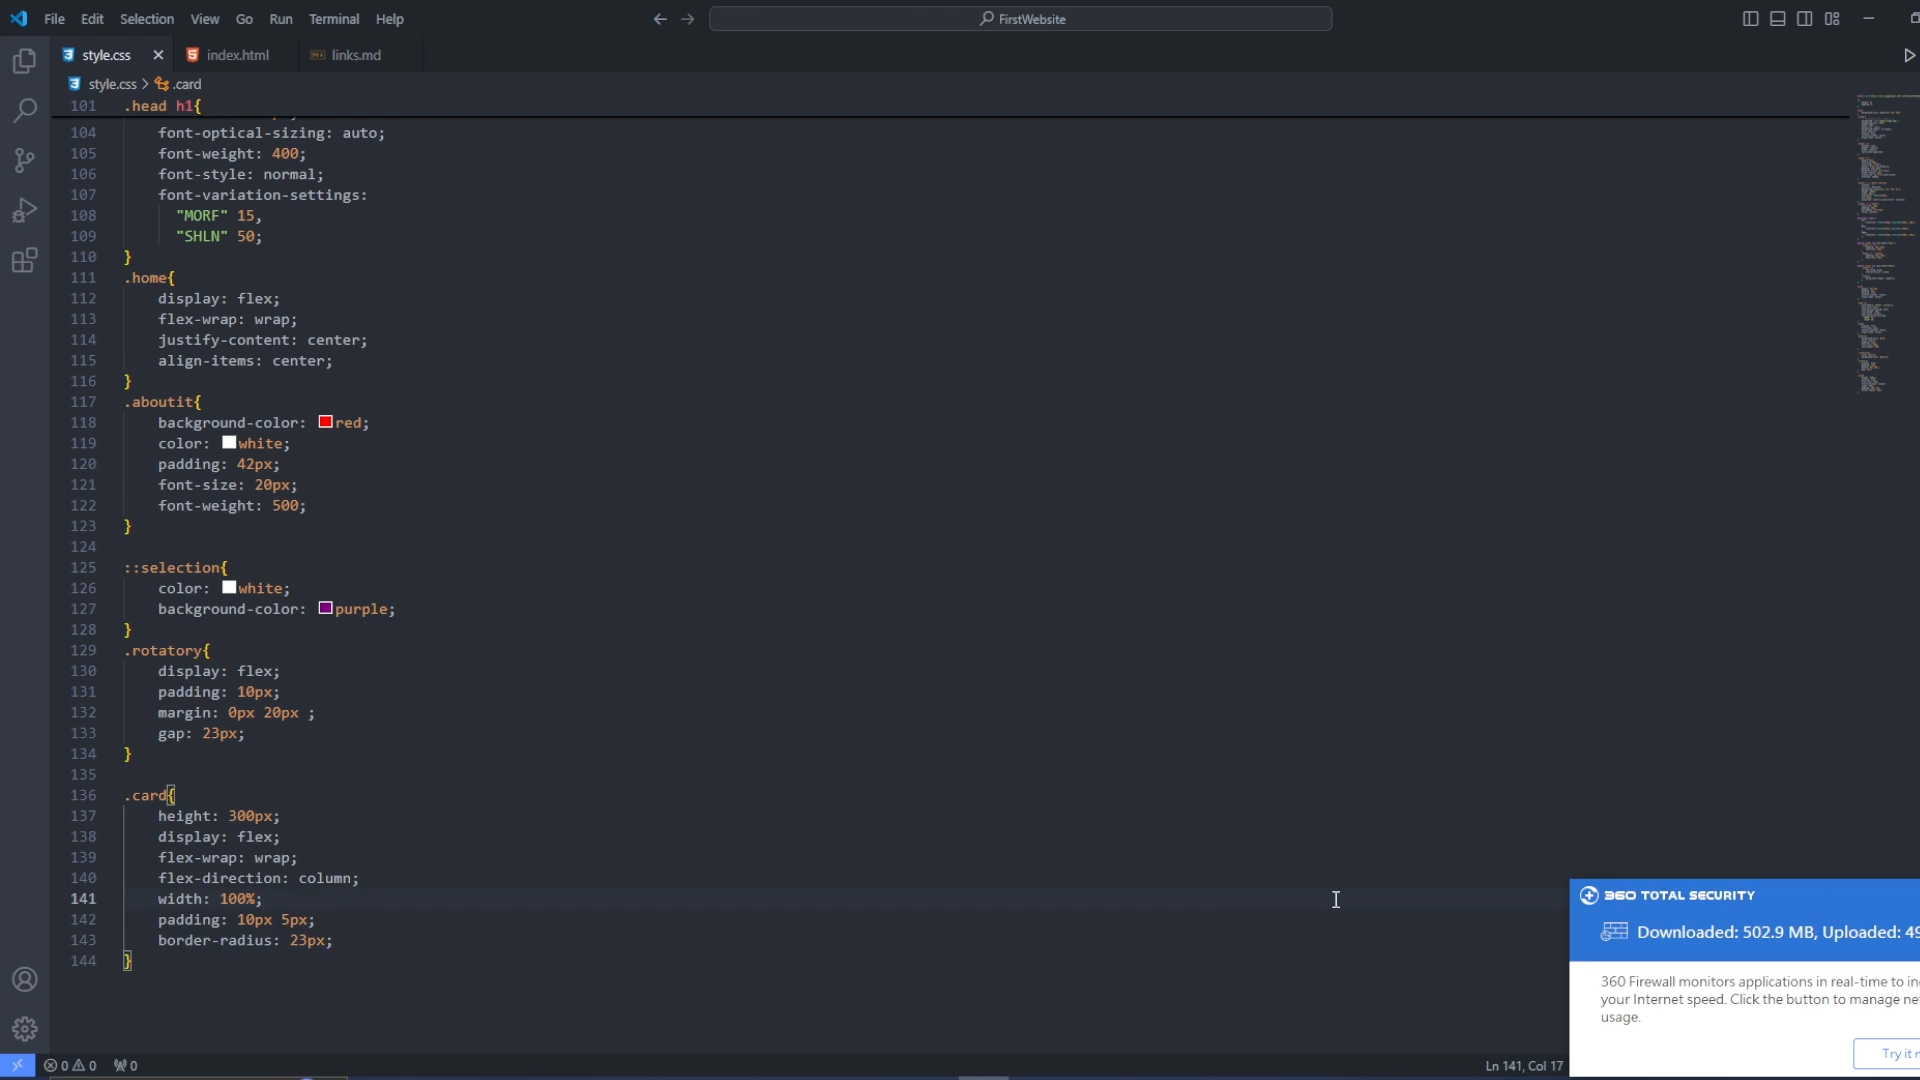 File Edit Selection View Go Run Terminal Help
FirstWebsite
style.css
index.html
links.md
style.css > .card
101 .head h1{
104 font-optical-sizing: auto;
105 font-weight: 400;
106 font-style: normal;
107 font-variation-settings:
108 "MORF" 15,
109 "SHLN" 50;
110 }
111 .home{
112 display: flex;
113 flex-wrap: wrap;
114 justify-content: center;
115 align-items: center;
116 }
117 .aboutit{
118 background-color: red;
119 color: white;
120 padding: 42px;
121 font-size: 20px;
122 font-weight: 500;
123 }
124
125 ::selection{
126 color: white;
127 background-color: purple;
128 }
129 .rotatory{
130 display: flex;
131 padding: 10px;
132 margin: 0px 20px ;
133 gap: 23px;
134 }
135
136 .card{
137 height: 300px;
138 display: flex;
139 flex-wrap: wrap;
140 flex-direction: column;
141 width: 100%;
142 padding: 10px 5px;
143 border-radius: 23px;
144 }
360 TOTAL SECURITY
Downloaded: 502.9 MB, Uploaded: 49
360 Firewall monitors applications in real-time to in
your Internet speed. Click the button to manage ne
usage.
Try it
0 0 0
Ln 141, Col 17